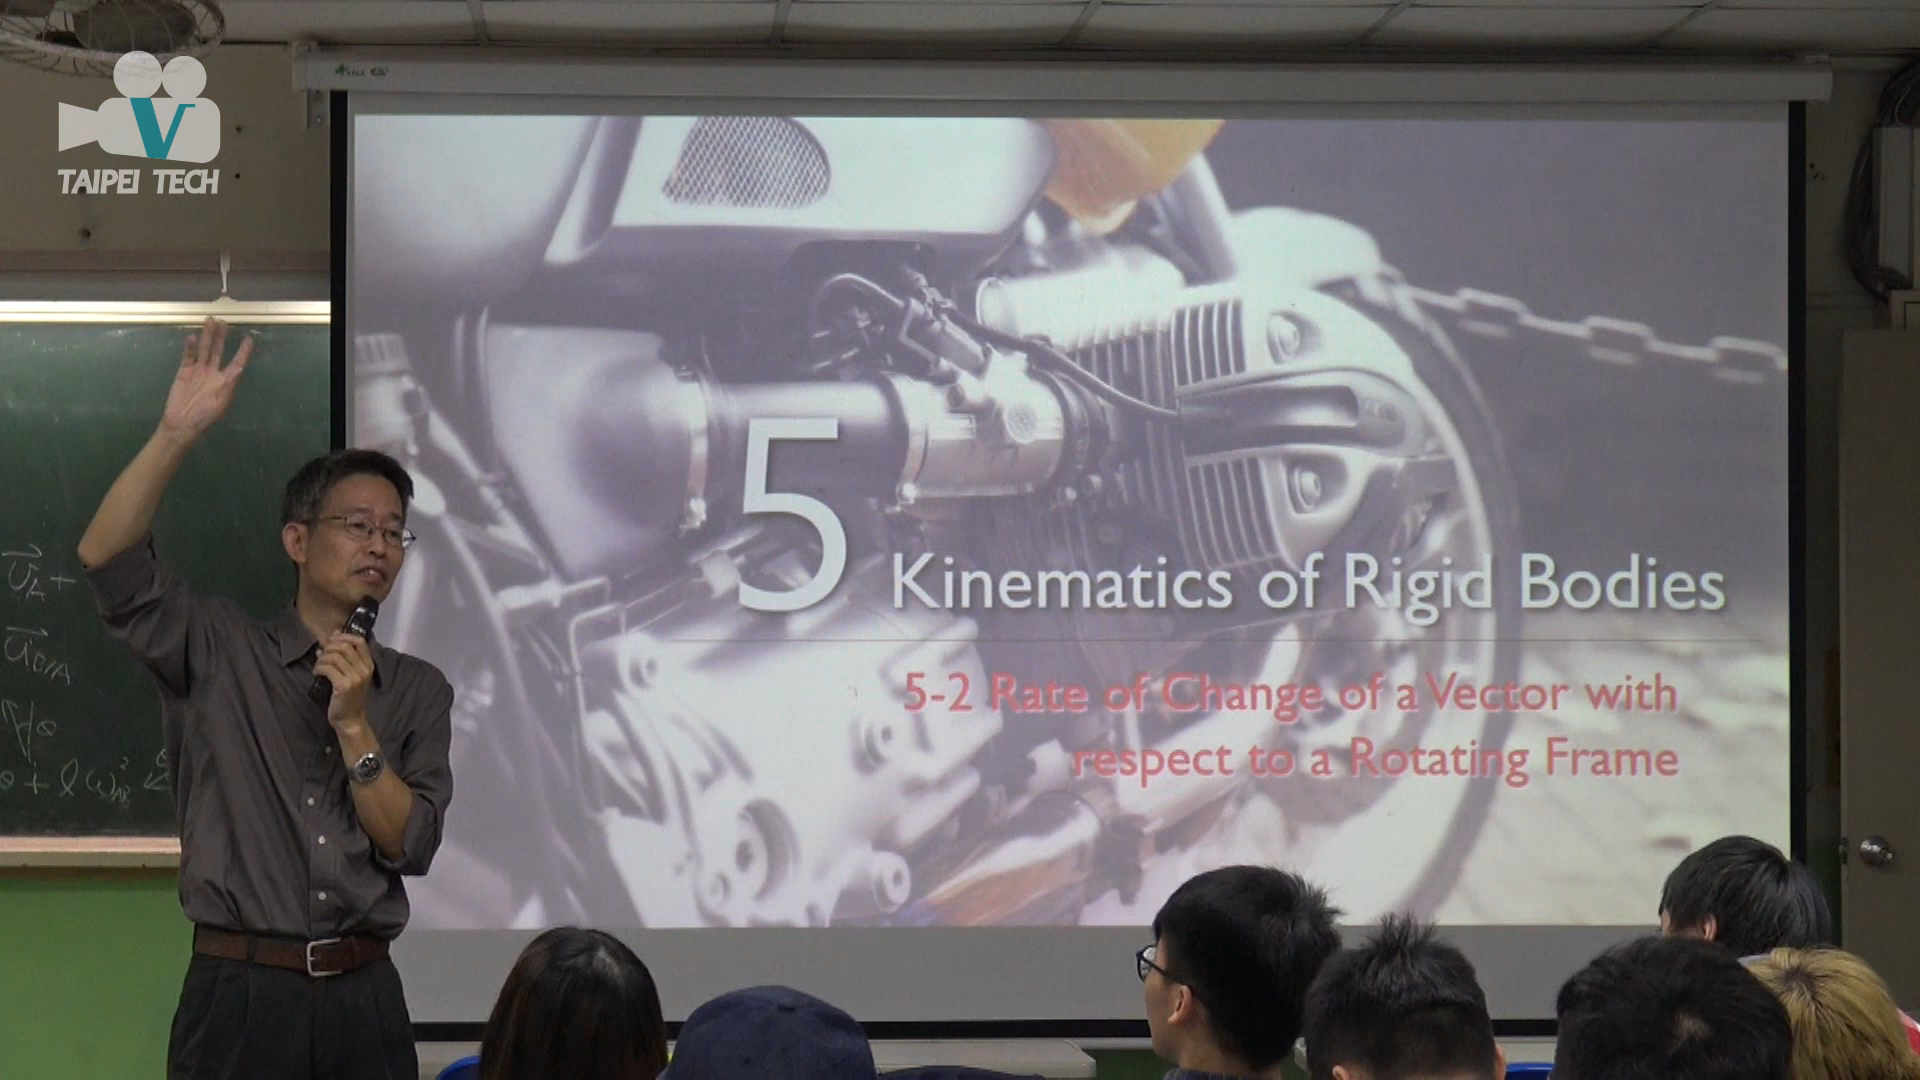 V
TAIPEI TECH
5 Kinematics of Rigid Bodies
5-2 Rate of Change of a Vector with
respect to a Rotating Frame